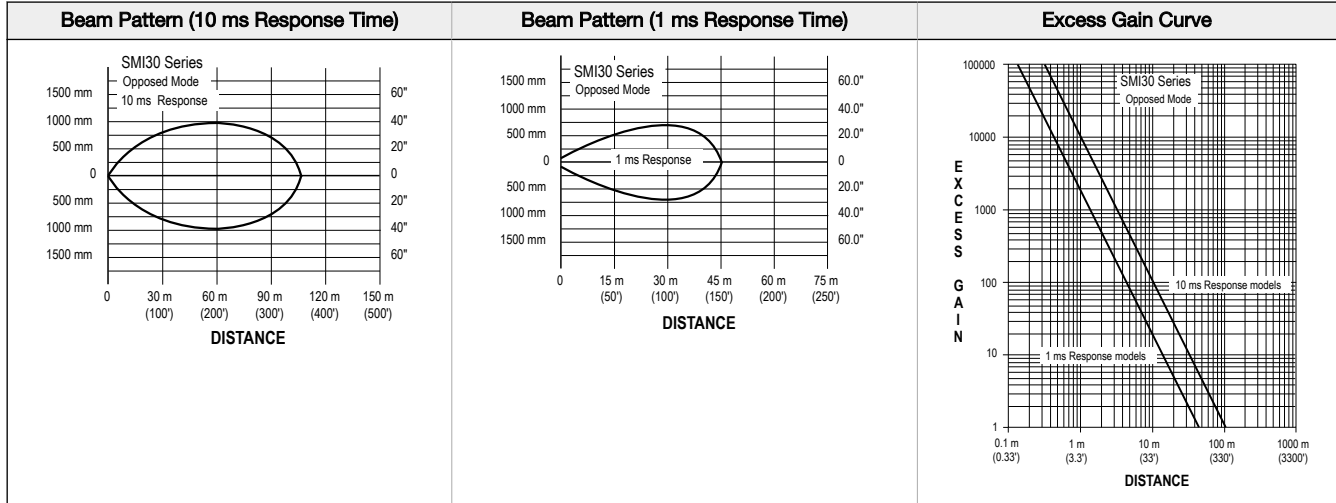 Beam Pattern (10 ms Response Time)
SMI30 Series
Opposed Mode
10 ms Response
1500 mm
1000 mm
500 mm
0
500 mm
1000 mm
1500 mm
60"
40"
20"
0
20"
40"
60"
0 30 m 60 m 90 m 120 m 150 m
(100') (200') (300') (400') (500')
DISTANCE
Beam Pattern (1 ms Response Time)
SMI30 Series
Opposed Mode
1 ms Response
1500 mm
1000 mm
500 mm
0
500 mm
1000 mm
1500 mm
60.0"
40.0"
20.0"
0
20.0"
40.0"
60.0"
0 15 m 30 m 45 m 60 m 75 m
(50') (100') (150') (200') (250')
DISTANCE
Excess Gain Curve
SMI30 Series
Opposed Mode
EXCESS GAIN
100000
10000
1000
100
10
1
10 ms Response models
1 ms Response models
0.1 m 1 m 10 m 100 m 1000 m
(0.33') (3.3') (33') (330') (3300')
DISTANCE